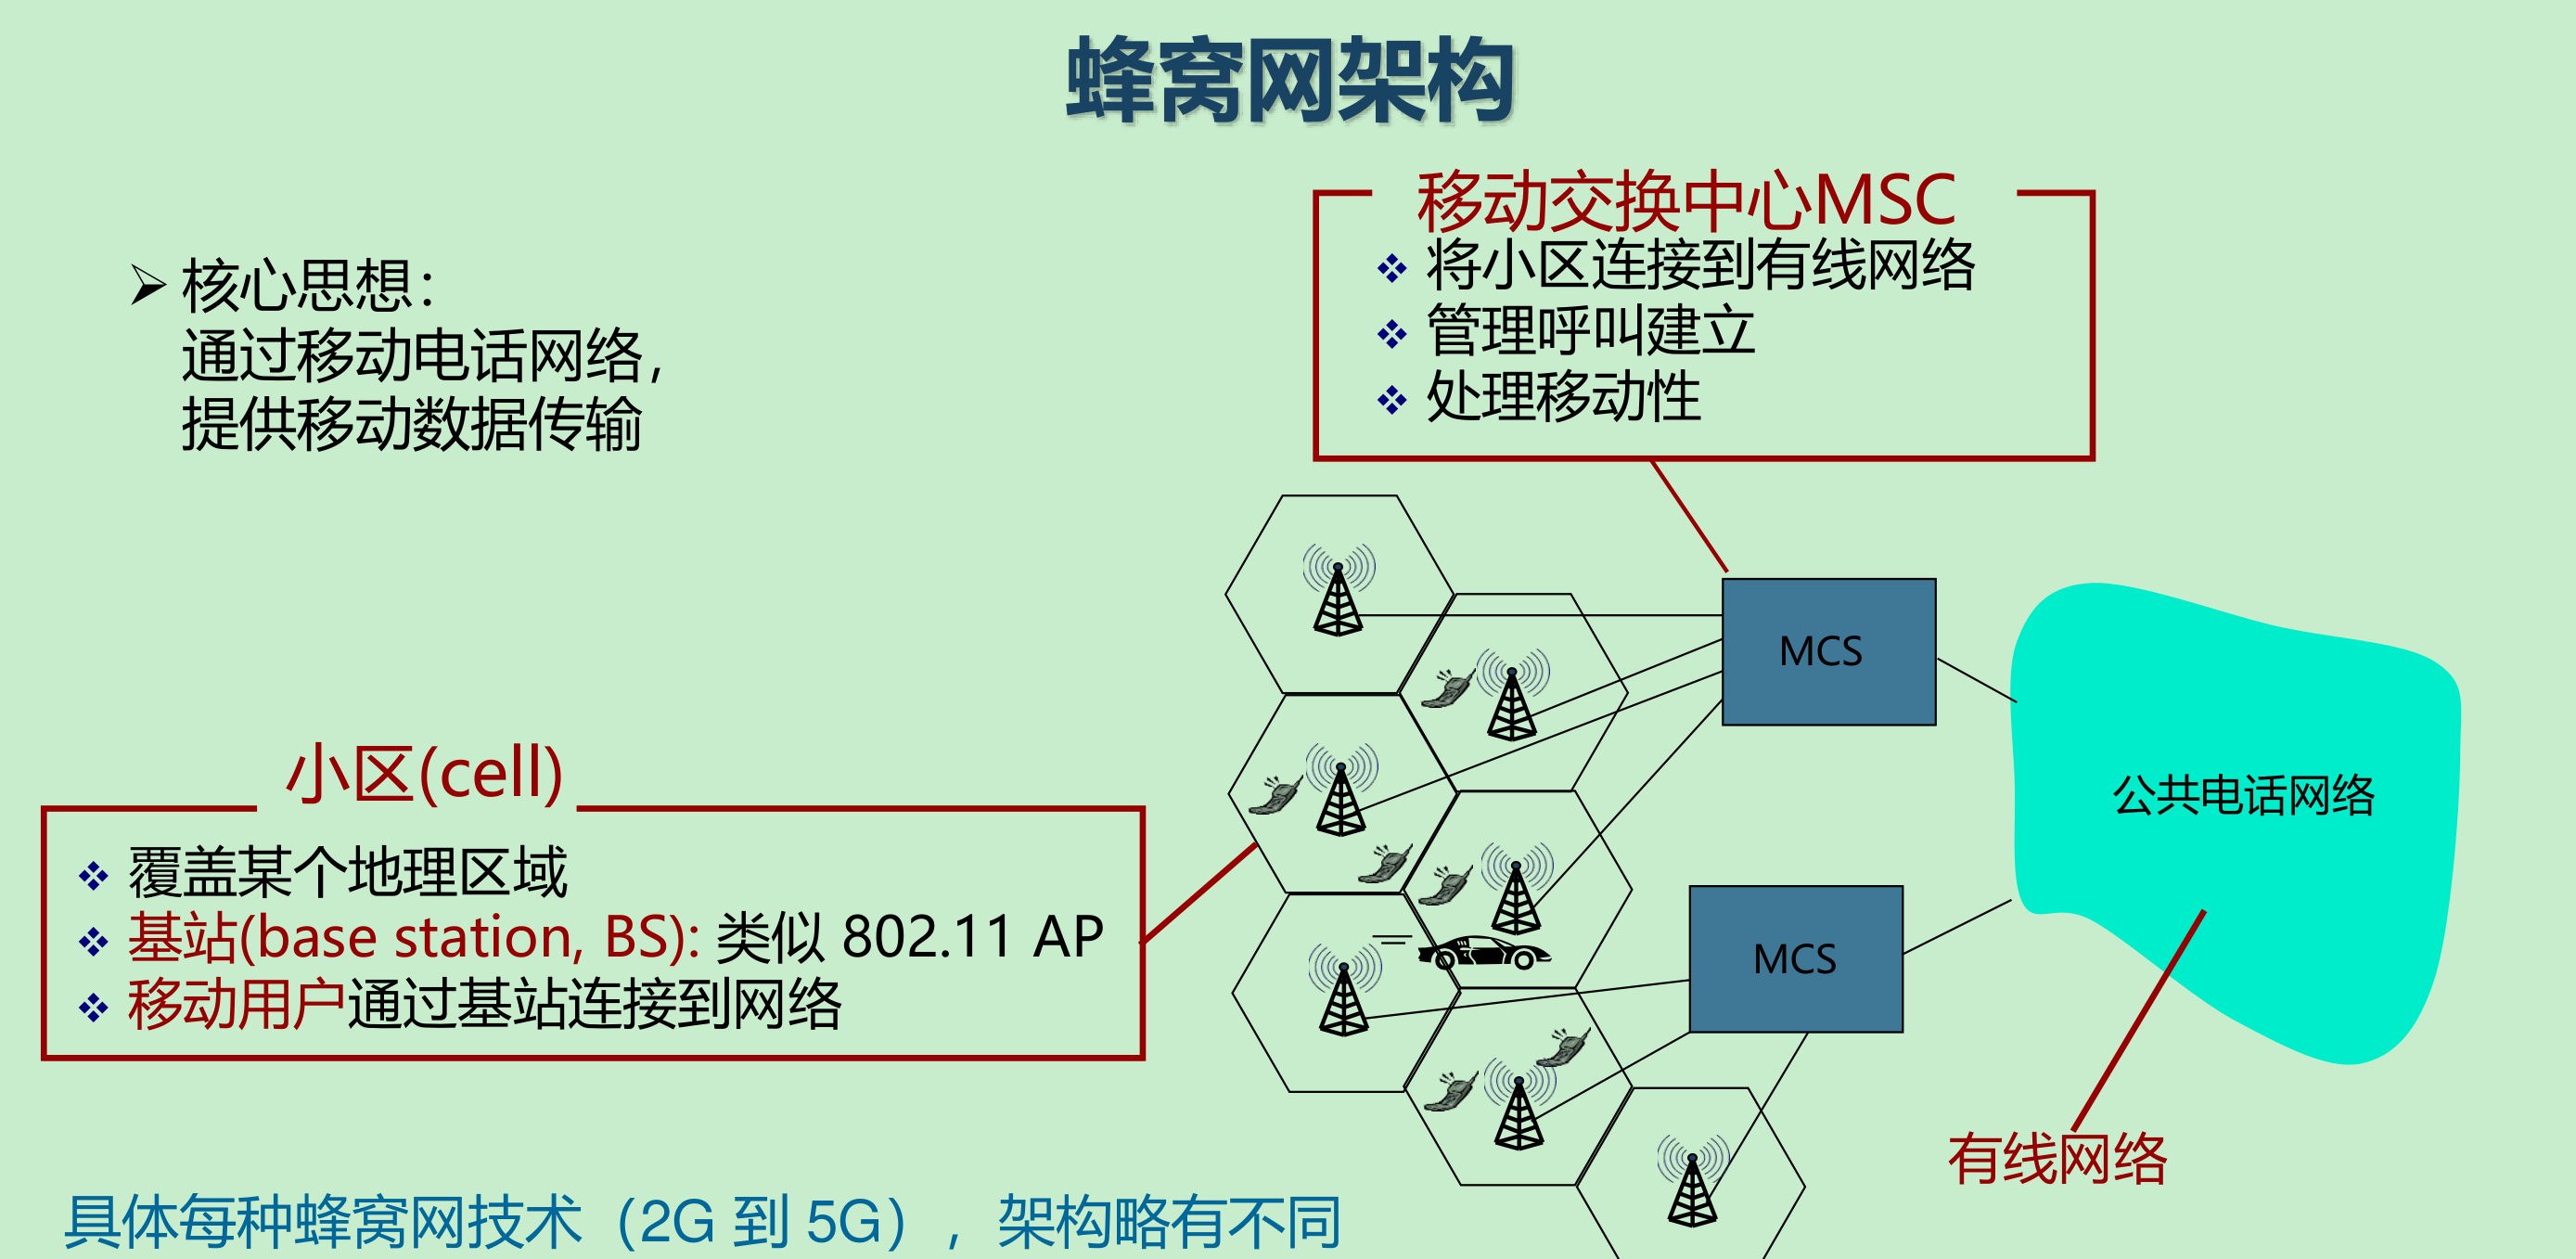 蜂窝网架构
核心思想：
通过移动电话网络，
提供移动数据传输
移动交换中心MSC
将小区连接到有线网络
管理呼叫建立
处理移动性
小区(cell)
覆盖某个地理区域
基站(base station, BS): 类似 802.11 AP
移动用户通过基站连接到网络
MCS
公共电话网络
MCS
有线网络
具体每种蜂窝网技术（2G 到 5G），架构略有不同